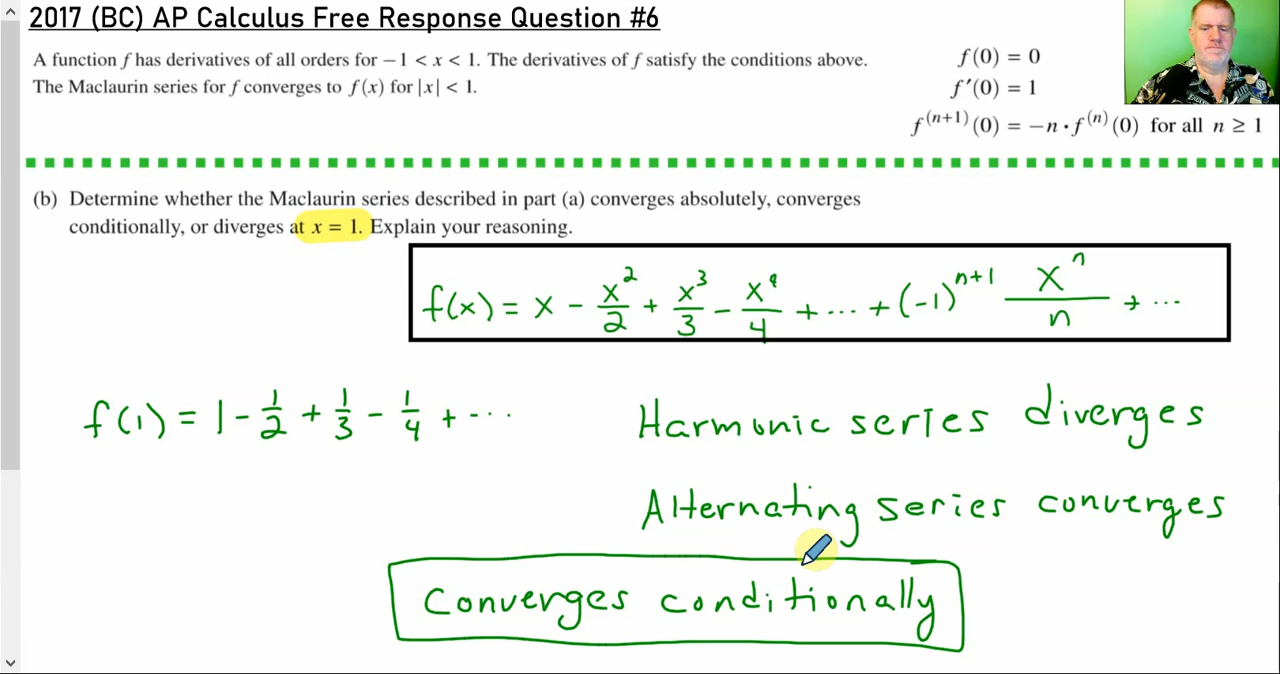 2017 (BC) AP Calculus Free Response Question #6
A function f has derivatives of all orders for −1 < x < 1. The derivatives of f satisfy the conditions above.
The Maclaurin series for f converges to f(x) for |x| < 1.
f(0) = 0
f′(0) = 1
f^(n+1)(0) = −n · f^(n)(0) for all n ≥ 1
(b) Determine whether the Maclaurin series described in part (a) converges absolutely, converges
conditionally, or diverges at x = 1. Explain your reasoning.
f(x) = x − x^2/2 + x^3/3 − x^4/4 + ··· + (−1)^(n+1) x^n/n + ···
f(1) = 1 − 1/2 + 1/3 − 1/4 + ···
Harmonic series diverges
Alternating series converges
Converges conditionally